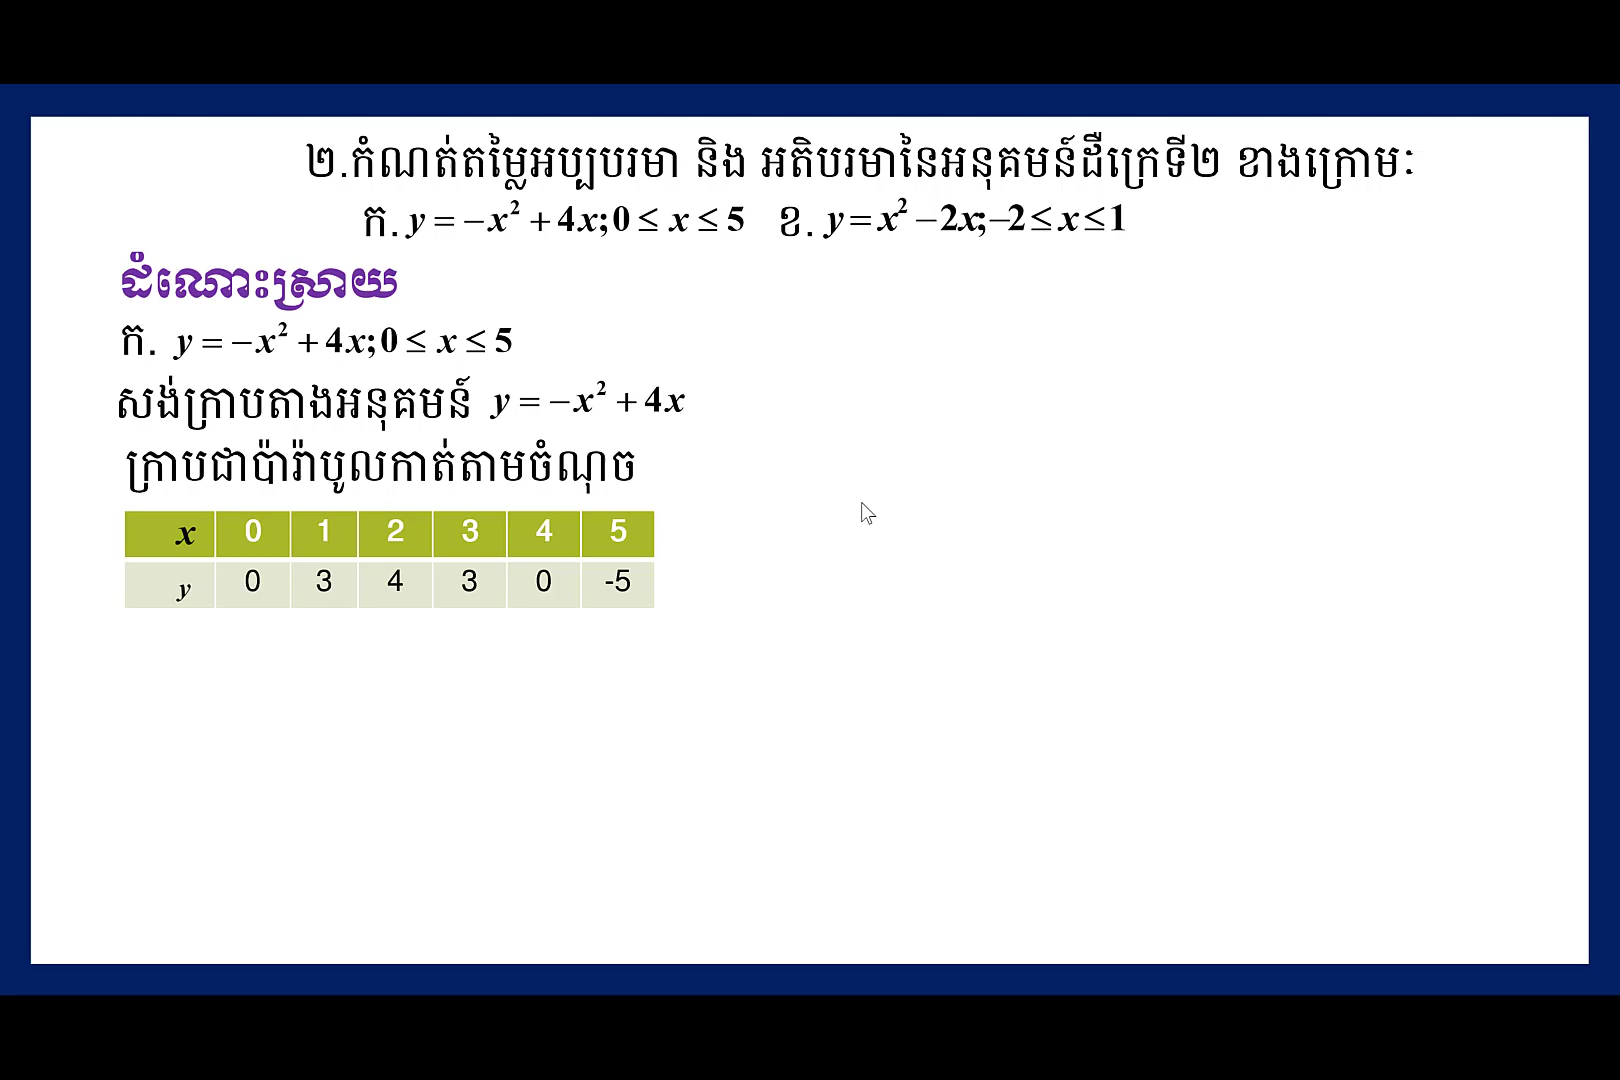 ២.កំណត់តម្លៃអប្បបរមា និង អតិបរមានៃអនុគមន៍ដឺក្រេទី២ ខាងក្រោមៈ
ក. y = −x² + 4x; 0 ≤ x ≤ 5 ខ. y = x² − 2x; −2 ≤ x ≤ 1
ដំណោះស្រាយ
ក. y = −x² + 4x; 0 ≤ x ≤ 5
សង់ក្រាបតាងអនុគមន៍ y = −x² + 4x
ក្រាបជាប៉ារ៉ាបូលកាត់តាមចំណុច
x 0 1 2 3 4 5
y 0 3 4 3 0 -5